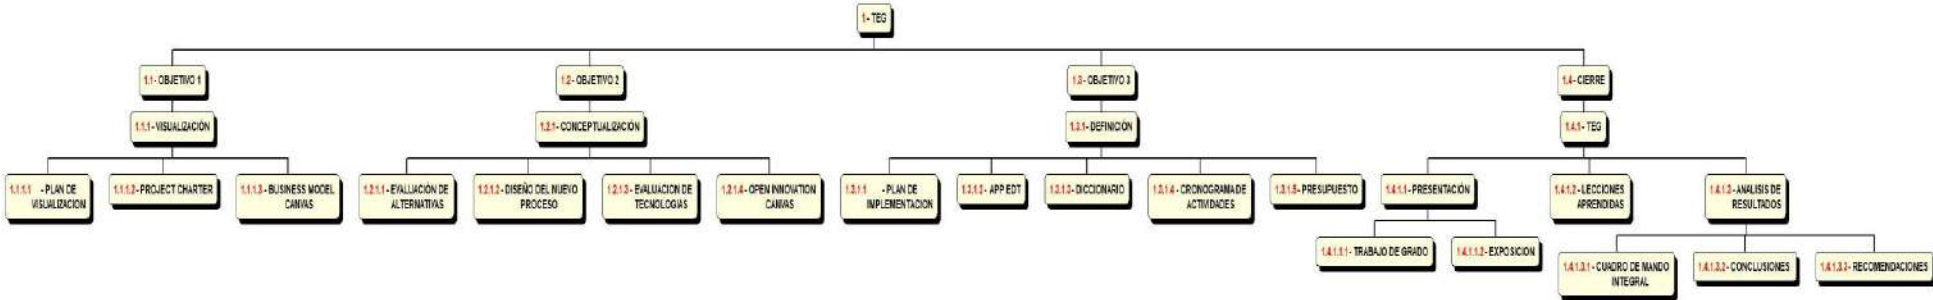 1- TEG
1.1- OBJETIVO 1
1.2- OBJETIVO 2
1.3- OBJETIVO 3
1.4- CIERRE
1.1.1- VISUALIZACIÓN
1.2.1- CONCEPTUALIZACIÓN
1.3.1- DEFINICIÓN
1.4.1- TEG
1.1.1.1 - PLAN DE
VISUALIZACION
1.1.1.2- PROJECT CHARTER
1.1.1.3- BUSINESS MODEL
CANVAS
1.2.1.1- EVALUACIÓN DE
ALTERNATIVAS
1.2.1.2- DISEÑO DEL NUEVO
PROCESO
1.2.1.3- EVALUACION DE
TECNOLOGIAS
1.2.1.4- OPEN INNOVATION
CANVAS
1.3.1.1 - PLAN DE
IMPLEMENTACION
1.3.1.2- APP EDT
1.3.1.3- DICCIONARIO
1.3.1.4- CRONOGRAMA DE
ACTIVIDADES
1.3.1.5- PRESUPUESTO
1.4.1.1- PRESENTACIÓN
1.4.1.2- LECCIONES
APRENDIDAS
1.4.1.3- ANALISIS DE
RESULTADOS
1.4.1.1.1- TRABAJO DE GRADO
1.4.1.1.2- EXPOSICION
1.4.1.3.1- CUADRO DE MANDO
INTEGRAL
1.4.1.3.2- CONCLUSIONES
1.4.1.3.3- RECOMENDACIONES